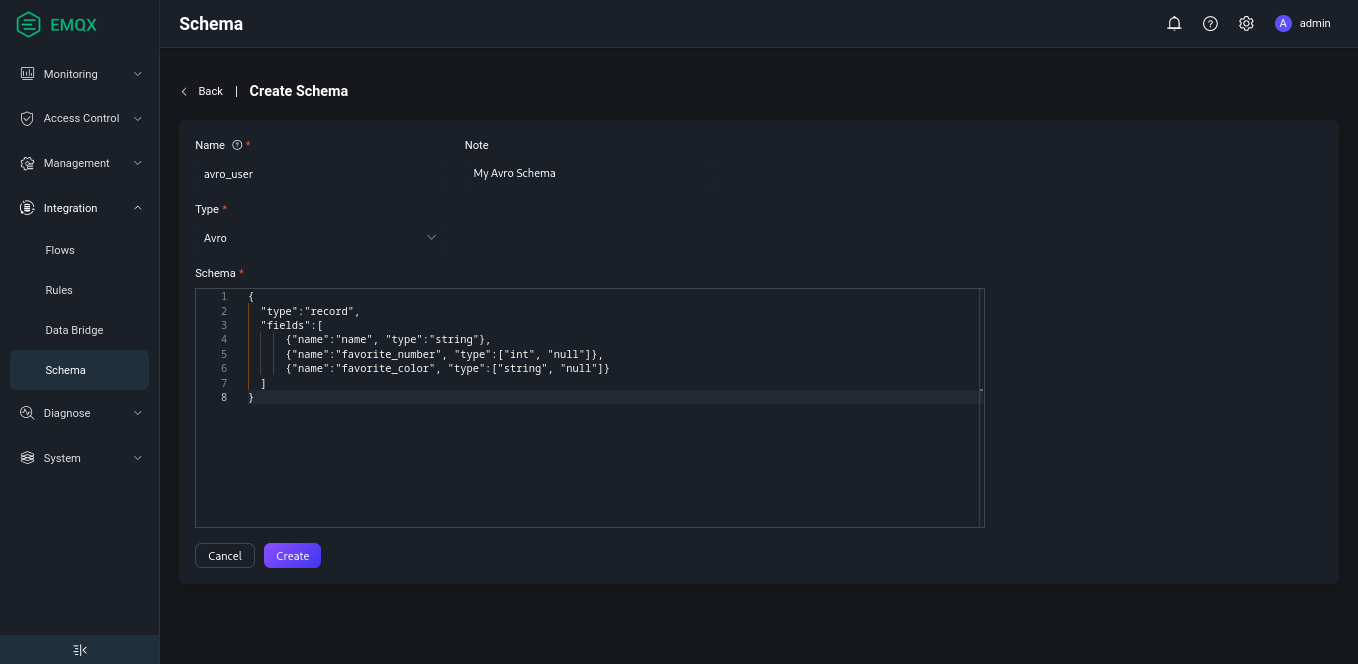 EMQX
Schema
A admin
Monitoring
Access Control
Management
Integration
Flows
Rules
Data Bridge
Schema
Diagnose
System
Back | Create Schema
Name *
Note
avro_user
My Avro Schema
Type *
Avro
Schema *
1 {
2 "type":"record",
3 "fields":[
4 {"name":"name", "type":"string"},
5 {"name":"favorite_number", "type":["int", "null"]},
6 {"name":"favorite_color", "type":["string", "null"]}
7 ]
8 }
Cancel
Create